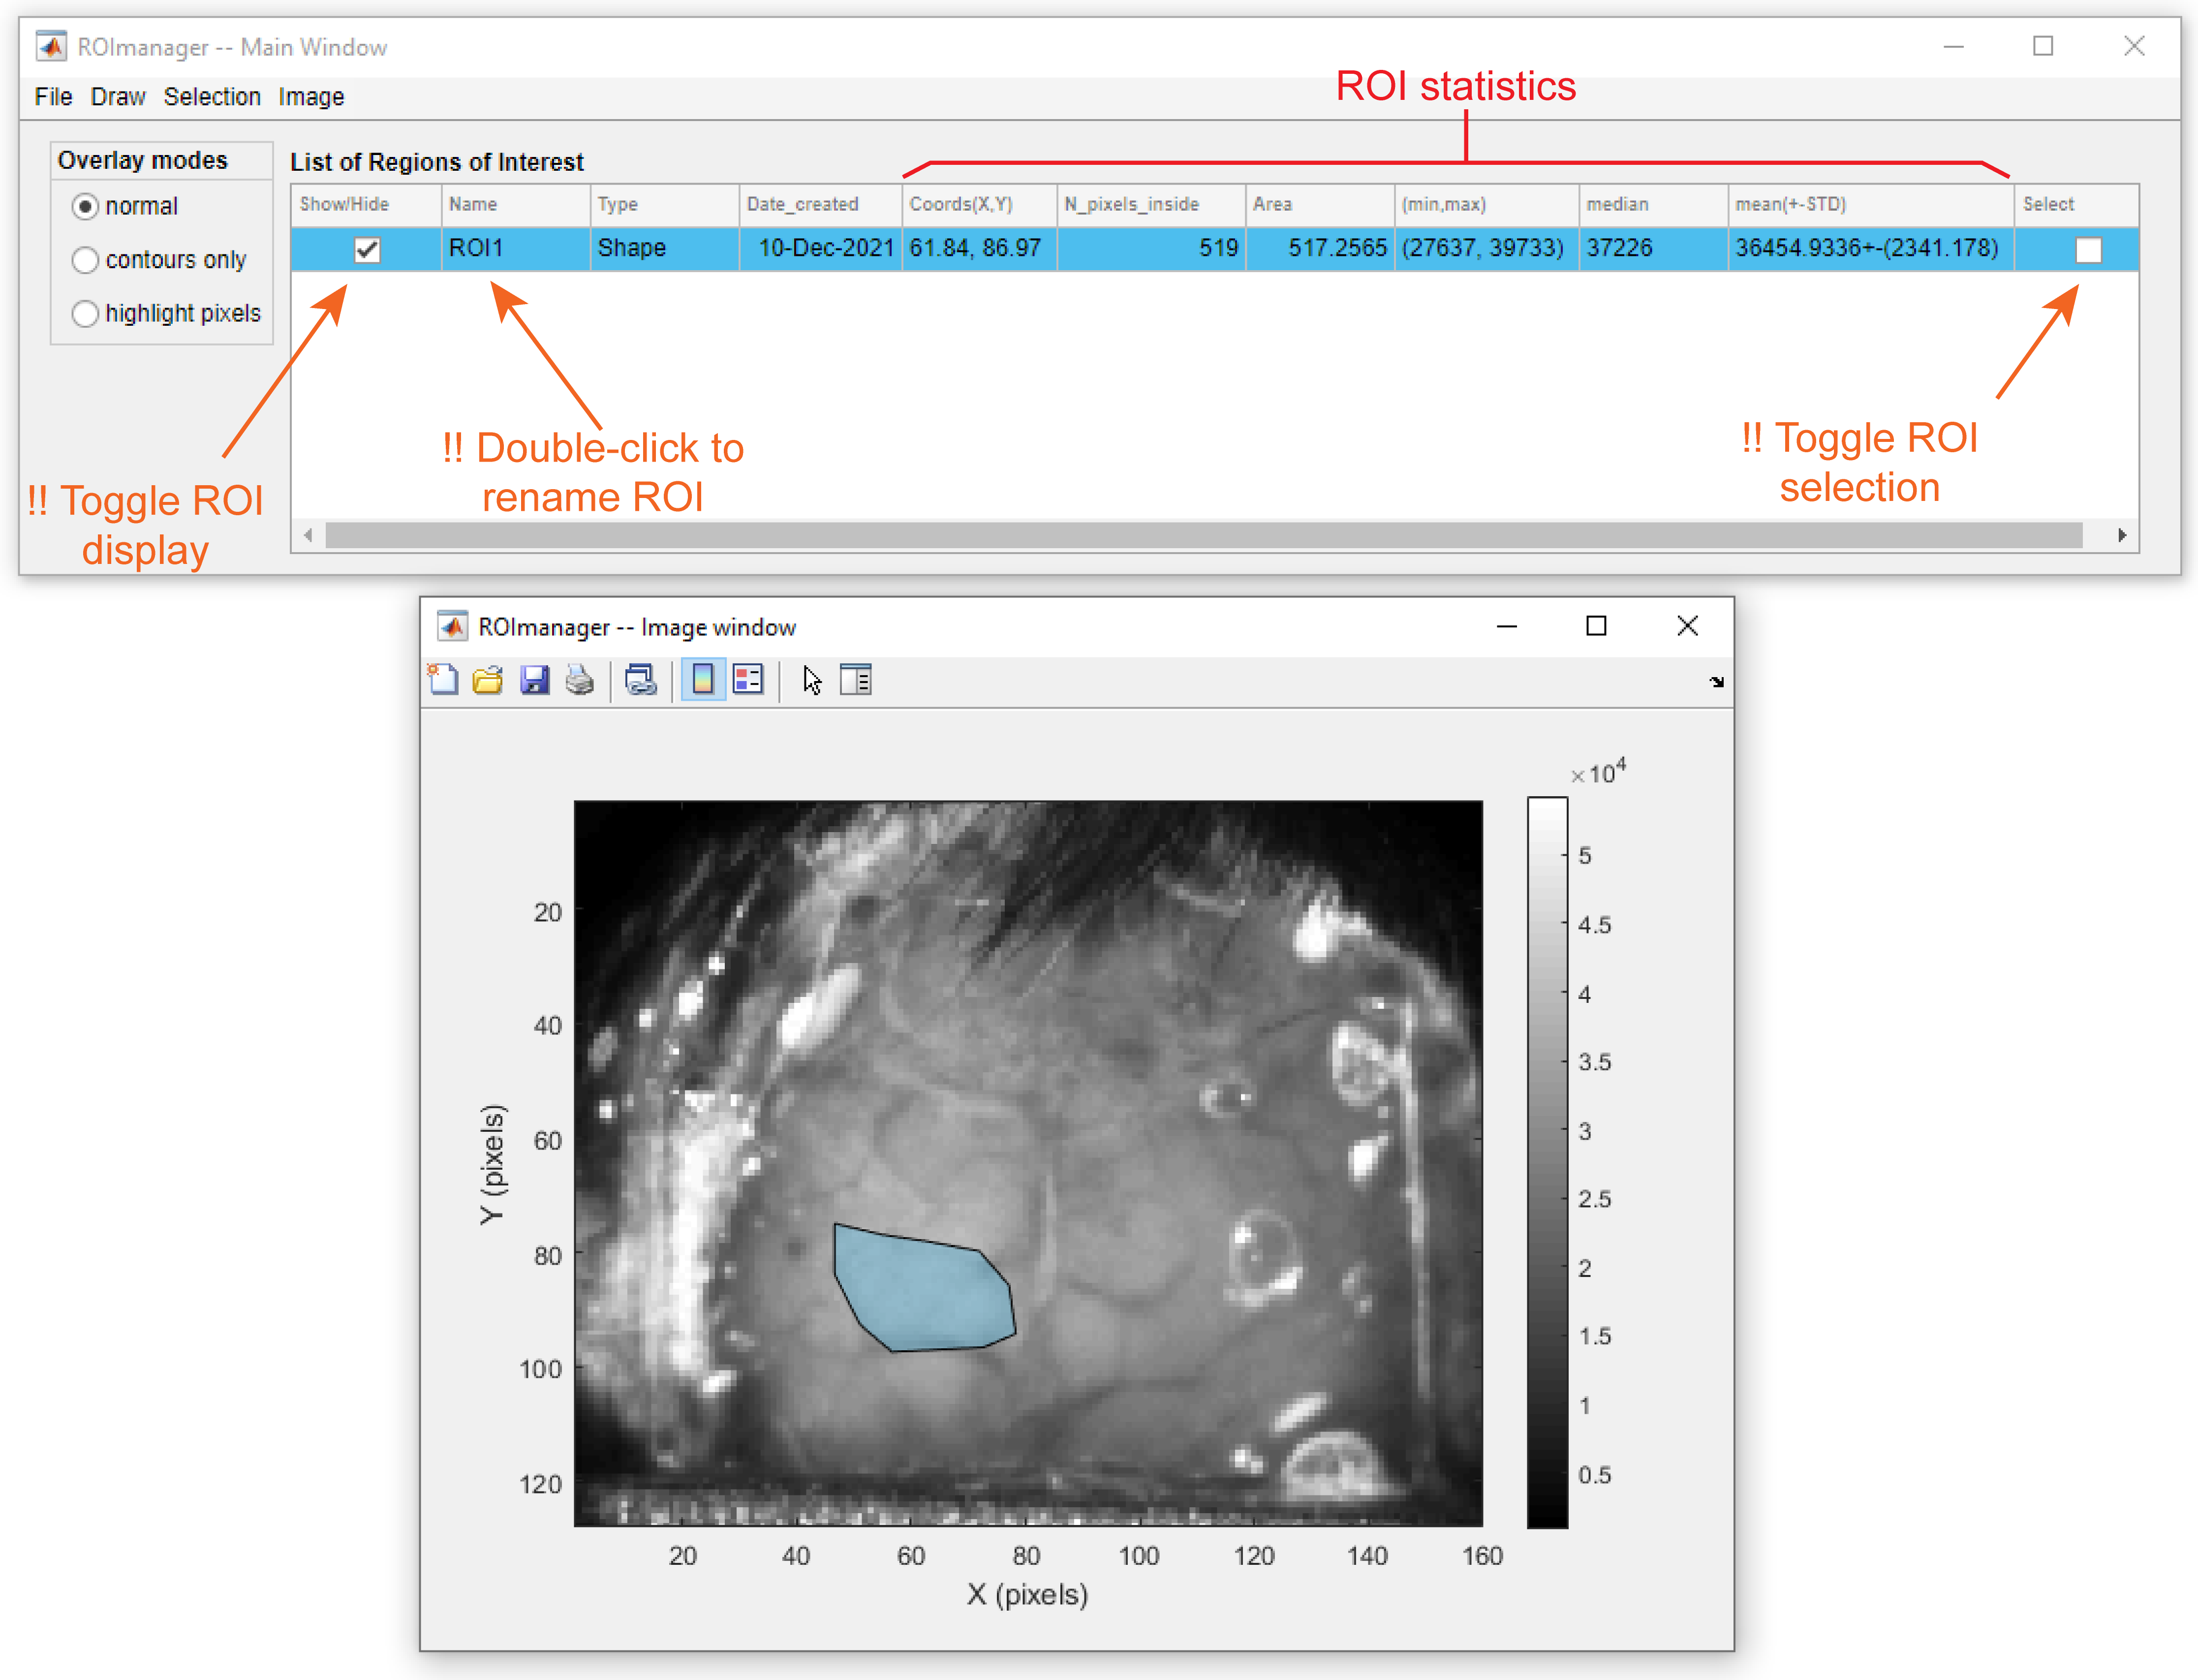 ROImanager -- Main Window
File Draw Selection Image
ROI statistics
Overlay modes
normal
contours only
highlight pixels
List of Regions of Interest
Show/Hide Name Type Date_created Coords(X,Y) N_pixels_inside Area (min,max) median mean(+-STD) Select
ROI1 Shape 10-Dec-2021 61.84, 86.97 519 517.2565 (27637, 39733) 37226 36454.9336+-(2341.178)
!! Toggle ROI
display
!! Double-click to
rename ROI
!! Toggle ROI
selection
ROImanager -- Image window
×10^4
5
4.5
4
3.5
3
2.5
2
1.5
1
0.5
20
40
60
80
100
120
Y (pixels)
20 40 60 80 100 120 140 160
X (pixels)